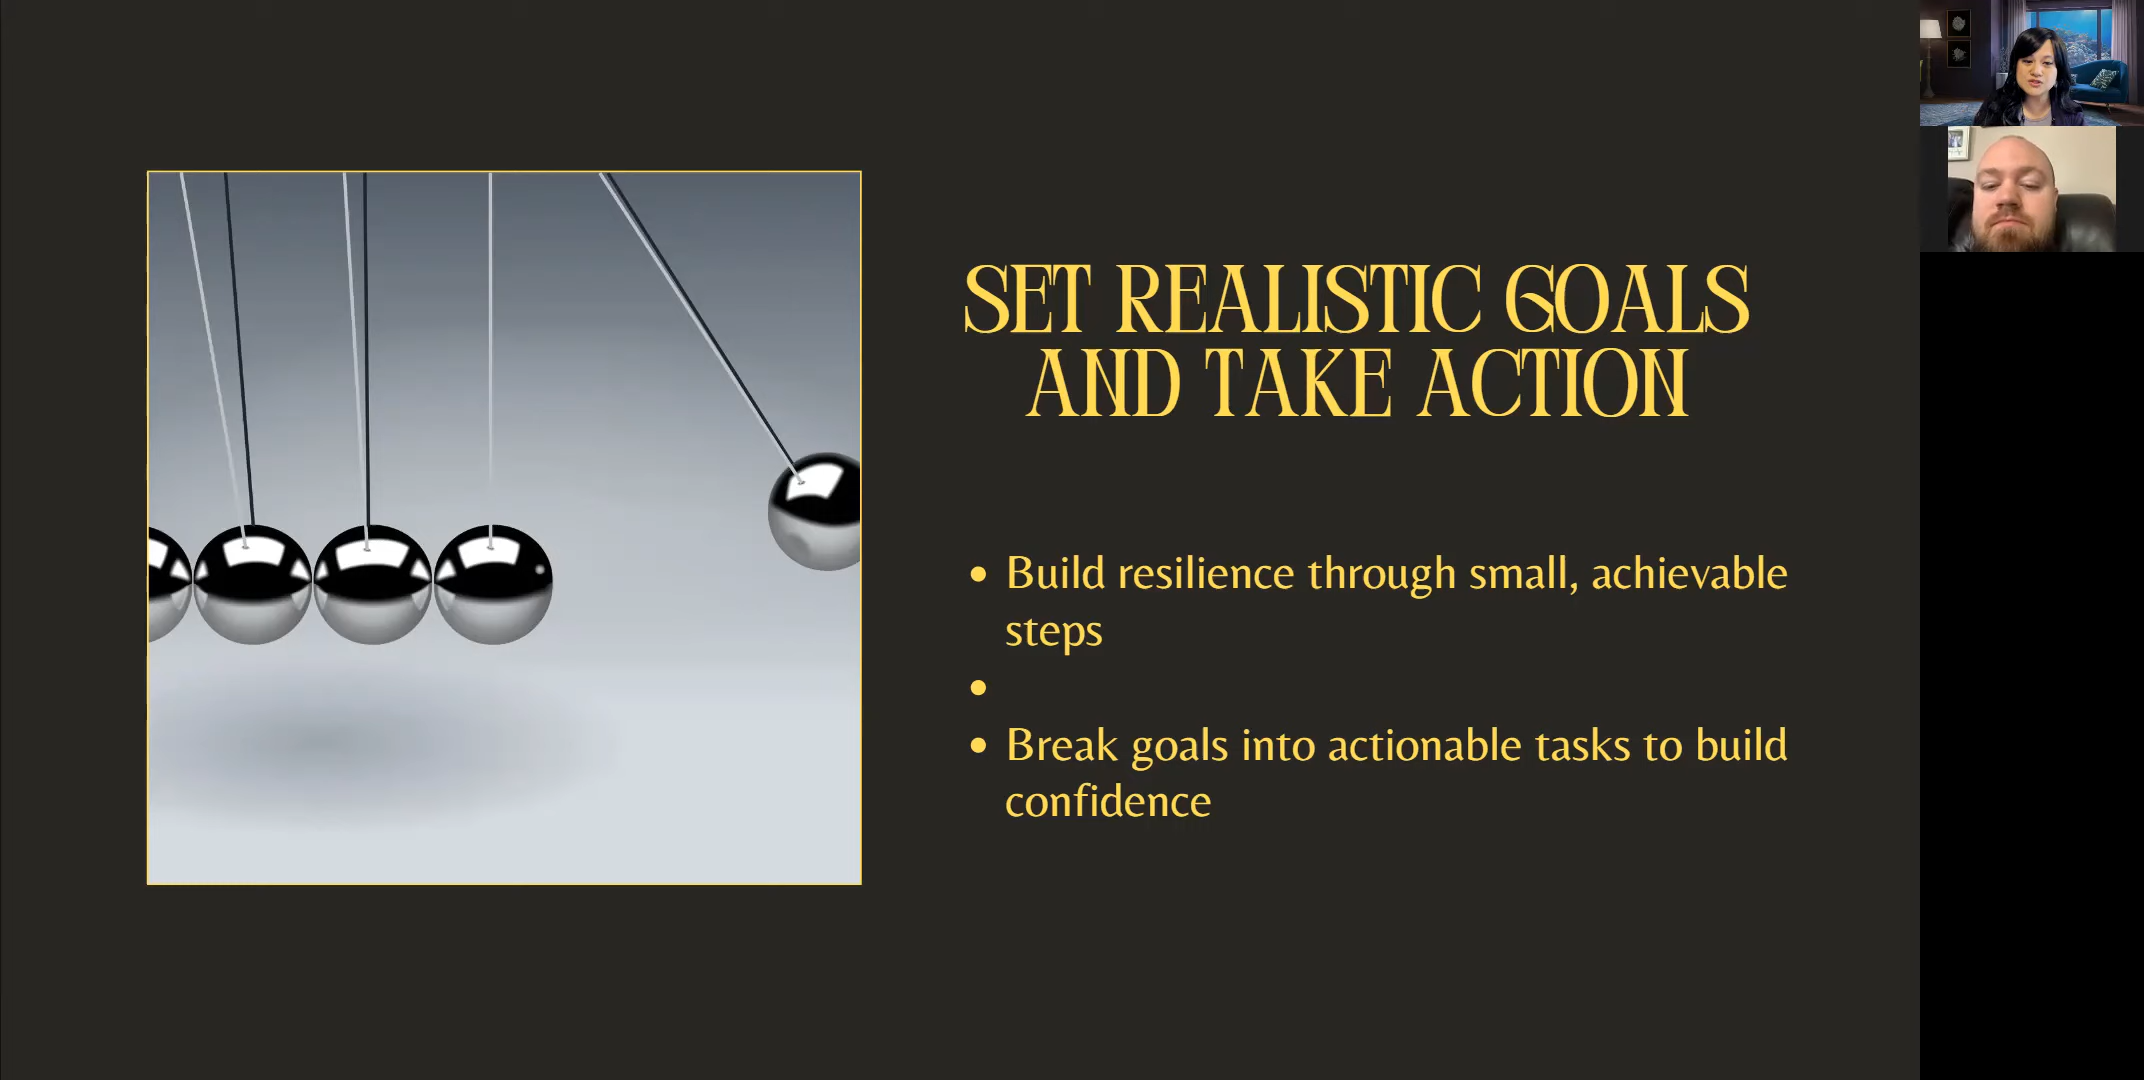 SET REALISTIC GOALS
AND TAKE ACTION
• Build resilience through small, achievable
steps
•
• Break goals into actionable tasks to build
confidence